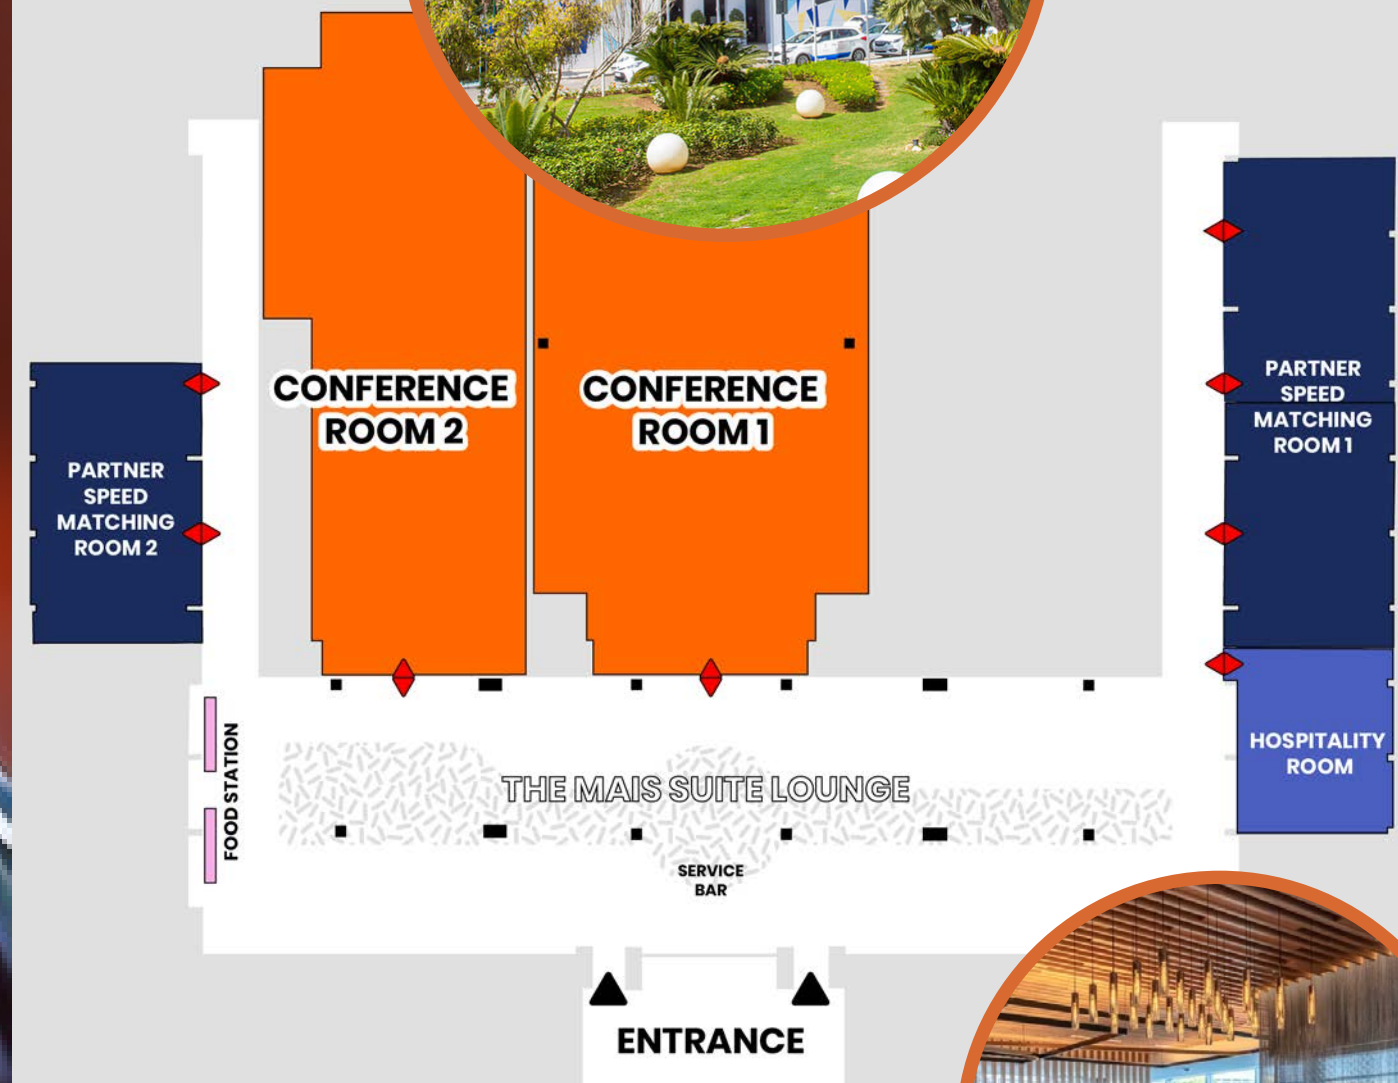 CONFERENCE
ROOM 2
CONFERENCE
ROOM 1
PARTNER
SPEED
MATCHING
ROOM 1
PARTNER
SPEED
MATCHING
ROOM 2
HOSPITALITY
ROOM
FOOD STATION
THE MAIS SUITE LOUNGE
SERVICE
BAR
ENTRANCE